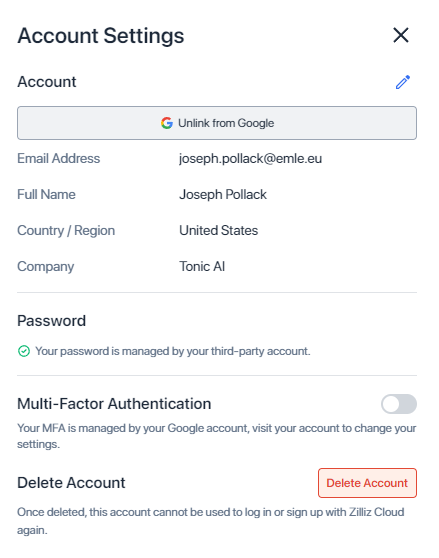 Account Settings
Account
Unlink from Google
Email Address joseph.pollack@emle.eu
Full Name Joseph Pollack
Country / Region United States
Company Tonic AI
Password
Your password is managed by your third-party account.
Multi-Factor Authentication
Your MFA is managed by your Google account, visit your account to change your
settings.
Delete Account Delete Account
Once deleted, this account cannot be used to log in or sign up with Zilliz Cloud
again.